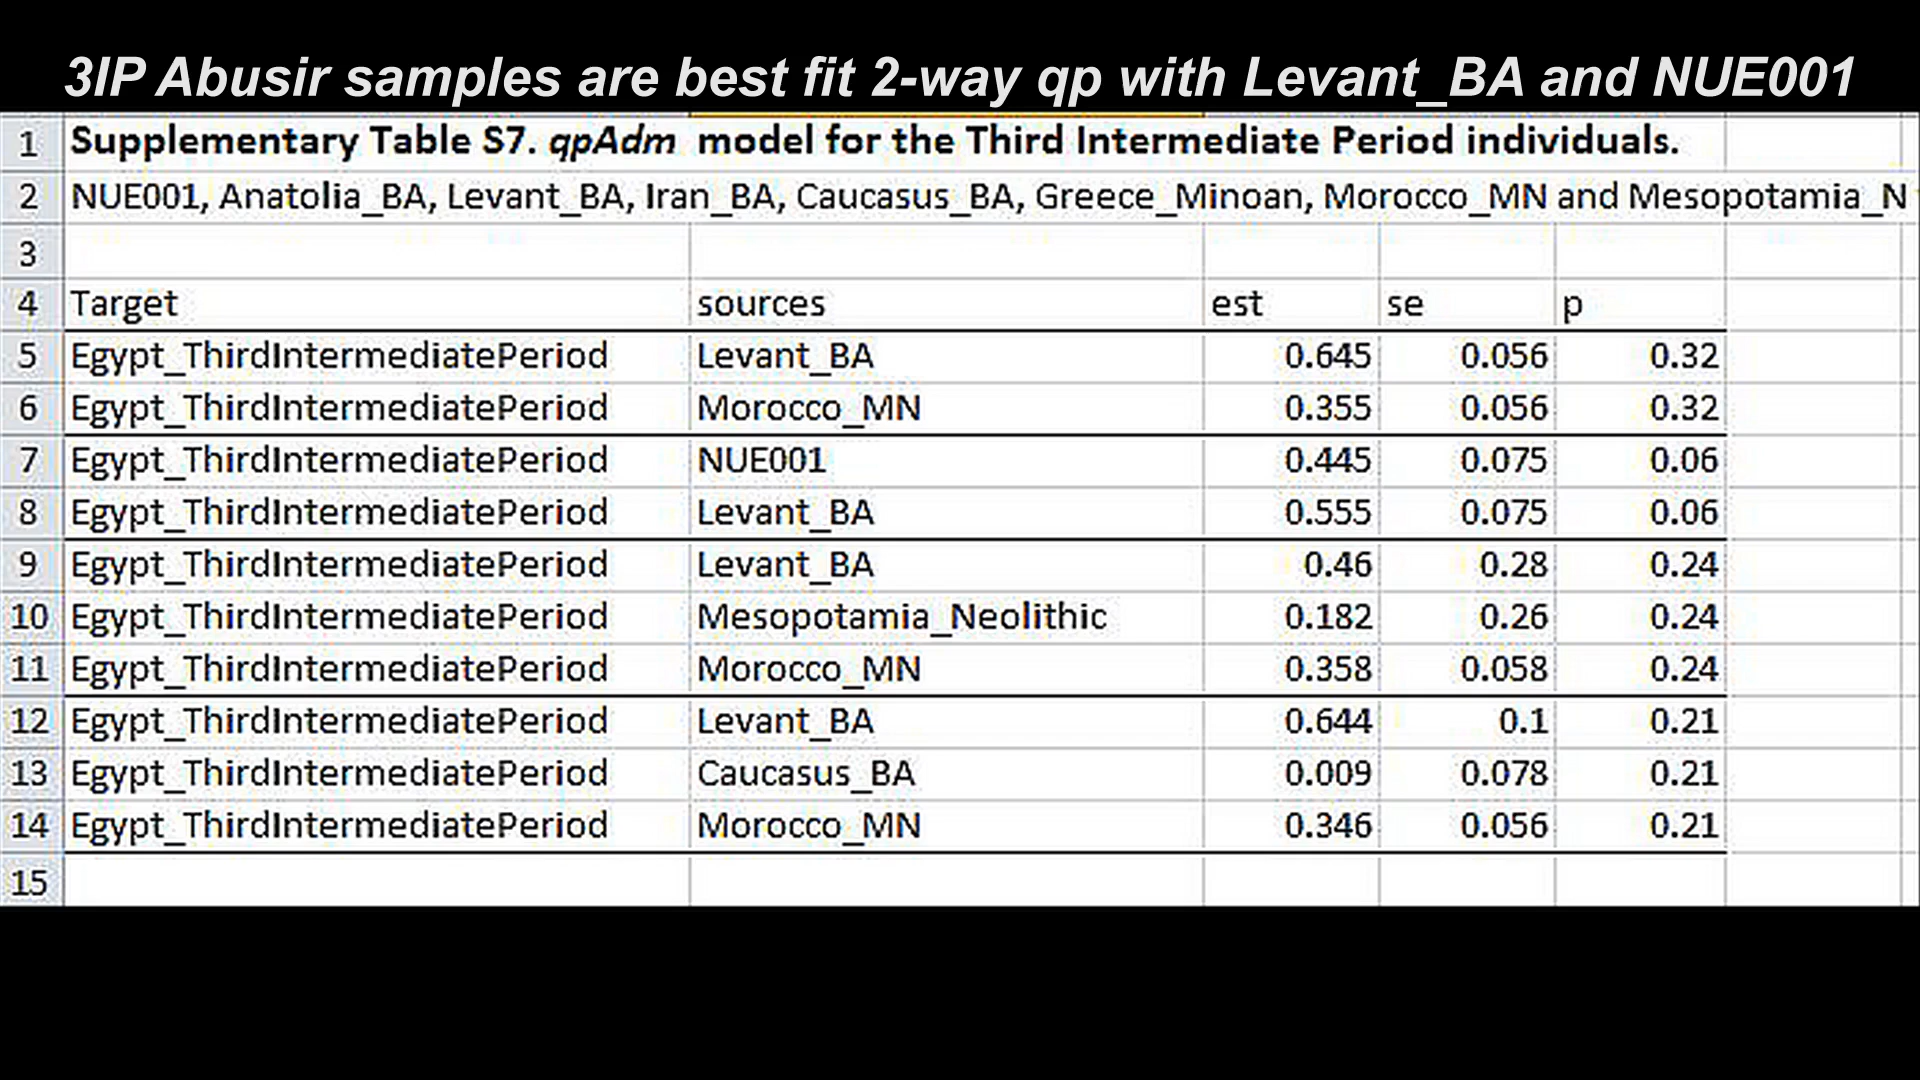 3IP Abusir samples are best fit 2-way qp with Levant_BA and NUE001
1 Supplementary Table S7. qpAdm model for the Third Intermediate Period individuals.
2 NUE001, Anatolia_BA, Levant_BA, Iran_BA, Caucasus_BA, Greece_Minoan, Morocco_MN and Mesopotamia_N
3
4 Target sources est se p
5 Egypt_ThirdIntermediatePeriod Levant_BA 0.645 0.056 0.32
6 Egypt_ThirdIntermediatePeriod Morocco_MN 0.355 0.056 0.32
7 Egypt_ThirdIntermediatePeriod NUE001 0.445 0.075 0.06
8 Egypt_ThirdIntermediatePeriod Levant_BA 0.555 0.075 0.06
9 Egypt_ThirdIntermediatePeriod Levant_BA 0.46 0.28 0.24
10 Egypt_ThirdIntermediatePeriod Mesopotamia_Neolithic 0.182 0.26 0.24
11 Egypt_ThirdIntermediatePeriod Morocco_MN 0.358 0.058 0.24
12 Egypt_ThirdIntermediatePeriod Levant_BA 0.644 0.1 0.21
13 Egypt_ThirdIntermediatePeriod Caucasus_BA 0.009 0.078 0.21
14 Egypt_ThirdIntermediatePeriod Morocco_MN 0.346 0.056 0.21
15